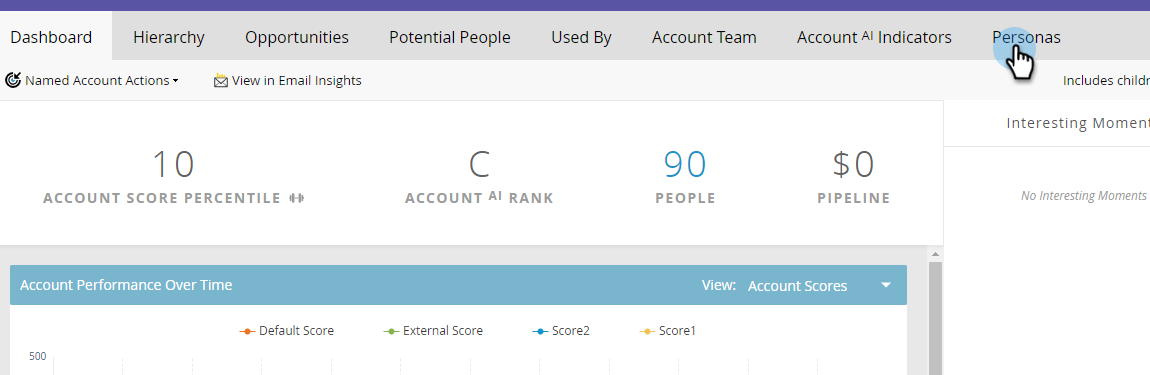 Dashboard Hierarchy Opportunities Potential People Used By Account Team Account AI Indicators Personas
Named Account Actions View in Email Insights Includes childr
Interesting Moment
10 C 90 $0
ACCOUNT SCORE PERCENTILE ACCOUNT AI RANK PEOPLE PIPELINE
No Interesting Moments
Account Performance Over Time View: Account Scores
Default Score External Score Score2 Score1
500